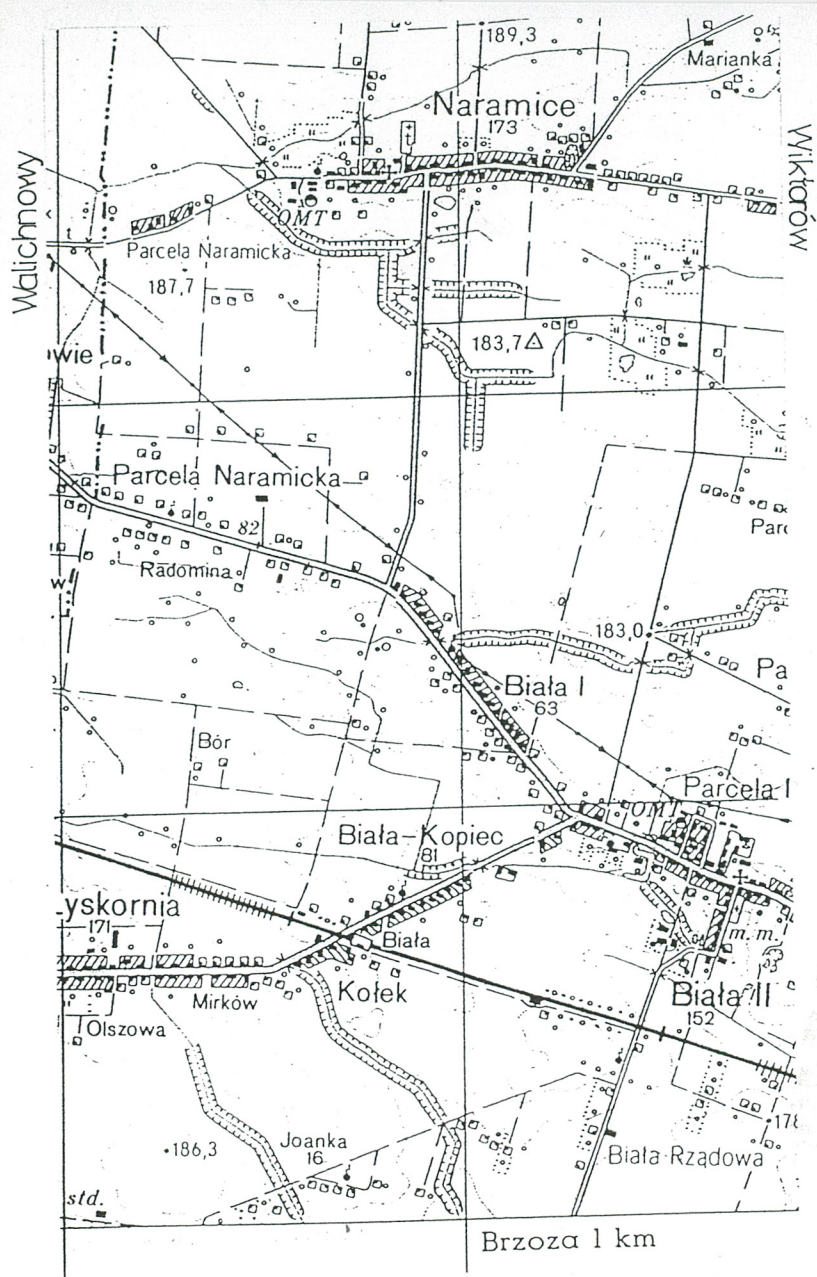 189,3
Marianka
Naramice
173
Walichnowy
Wiktorów
OMT
Parcela Naramicka
187,7
183,7
wie
Parcela Naramicka
82
Parc
Radomina
w
183,0
Pa
Biała I
63
Bór
Parcela I
OMT
Biała-Kopiec
81
yskornia
171
Biała
m. m.
Mirków
Kołek
Biała II
152
Olszowa
178
186,3
Joanka
16
Biała Rządowa
std.
Brzoza 1 km